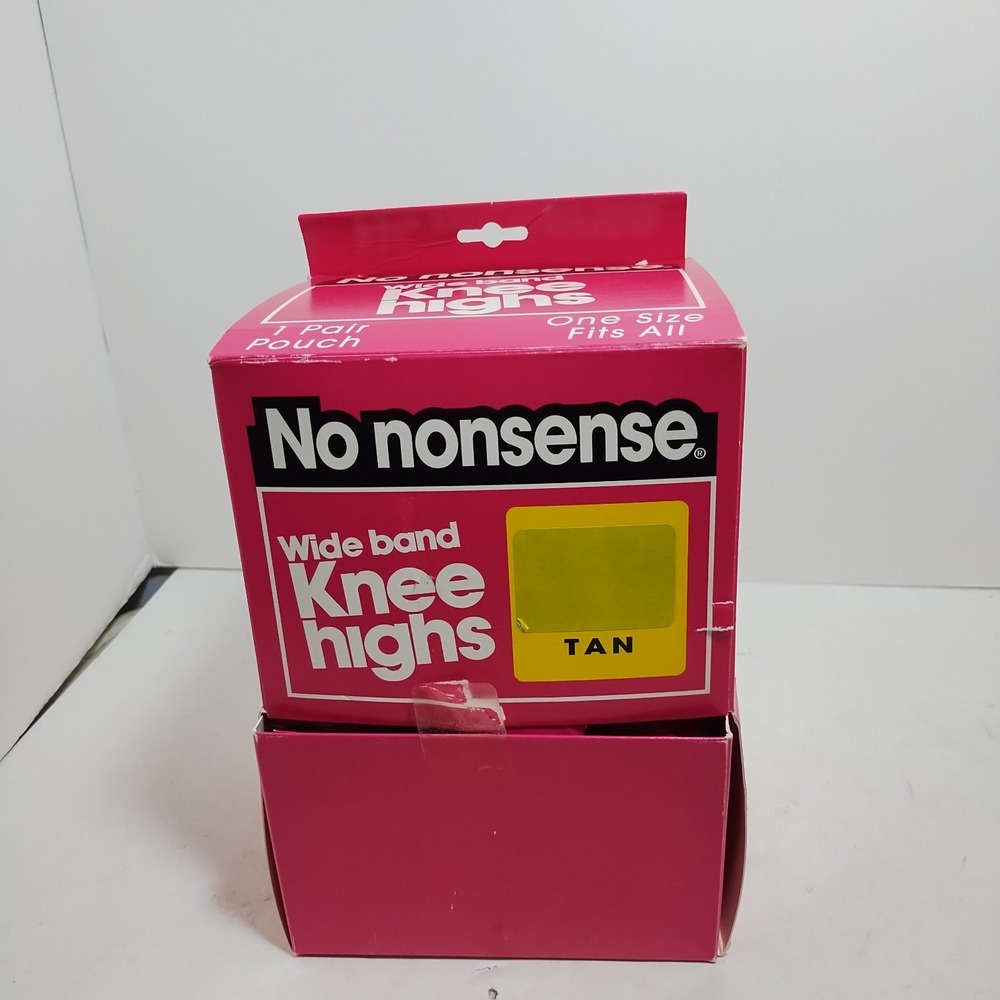 No nonsense
Wide band
Knee
highs
1 Pair
Pouch
One Size
Fits All
No nonsense®
Wide band
Knee
highs
TAN